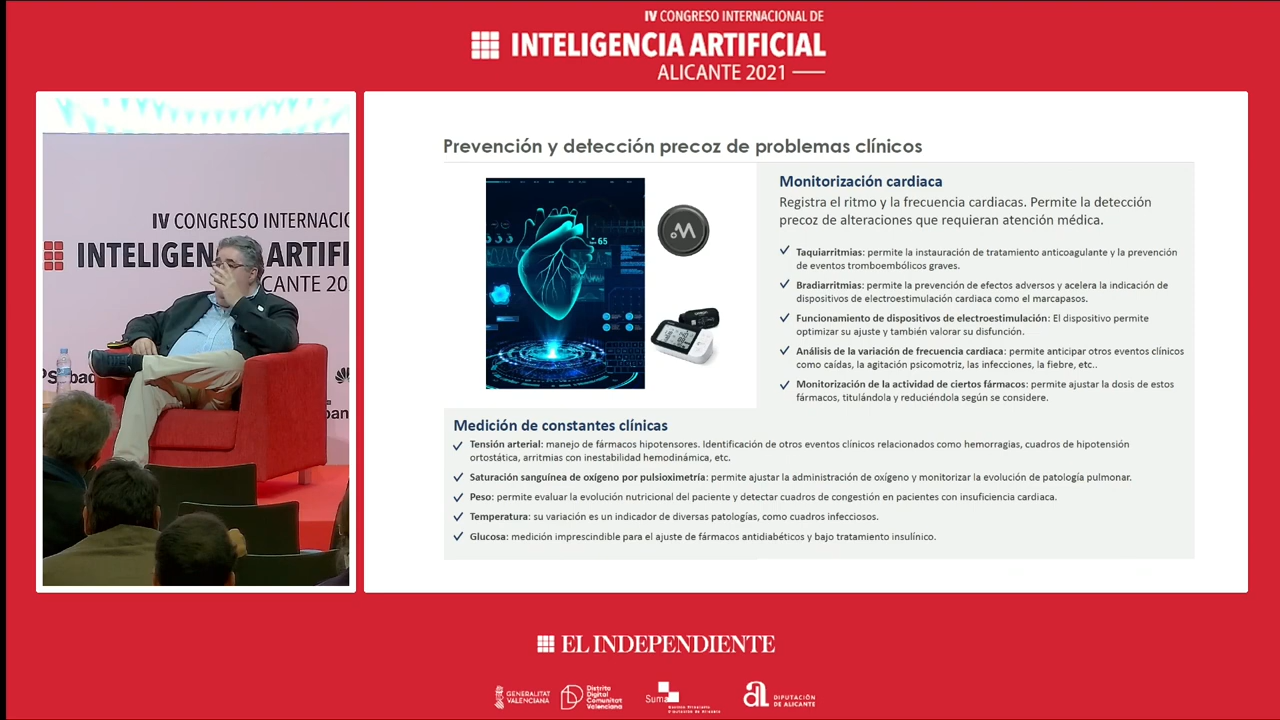 IV CONGRESO INTERNACIONAL DE
INTELIGENCIA ARTIFICIAL
ALICANTE 2021
IV CONGRESO INTERNACIO
INTELIGEN ARTIFI
CANTE 20
Prevención y detección precoz de problemas clínicos
Monitorización cardiaca
Registra el ritmo y la frecuencia cardiacas. Permite la detección
precoz de alteraciones que requieran atención médica.
Taquiarritmias: permite la instauración de tratamiento anticoagulante y la prevención
de eventos tromboembólicos graves.
Bradiarritmias: permite la prevención de efectos adversos y acelera la indicación de
dispositivos de electroestimulación cardiaca como el marcapasos.
Funcionamiento de dispositivos de electroestimulación: El dispositivo permite
optimizar su ajuste y también valorar su disfunción.
Análisis de la variación de frecuencia cardiaca: permite anticipar otros eventos clínicos
como caídas, la agitación psicomotriz, las infecciones, la fiebre, etc..
Monitorización de la actividad de ciertos fármacos: permite ajustar la dosis de estos
fármacos, titulándola y reduciéndola según se considere.
65
Medición de constantes clínicas
Tensión arterial: manejo de fármacos hipotensores. Identificación de otros eventos clínicos relacionados como hemorragias, cuadros de hipotensión
ortostática, arritmias con inestabilidad hemodinámica, etc.
Saturación sanguínea de oxígeno por pulsioximetría: permite ajustar la administración de oxígeno y monitorizar la evolución de patología pulmonar.
Peso: permite evaluar la evolución nutricional del paciente y detectar cuadros de congestión en pacientes con insuficiencia cardiaca.
Temperatura: su variación es un indicador de diversas patologías, como cuadros infecciosos.
Glucosa: medición imprescindible para el ajuste de fármacos antidiabéticos y bajo tratamiento insulínico.
EL INDEPENDIENTE
GENERALITAT
VALENCIANA
Distrito
Digital
Comunitat
Valenciana
Suma
DIPUTACIÓN
DE ALICANTE